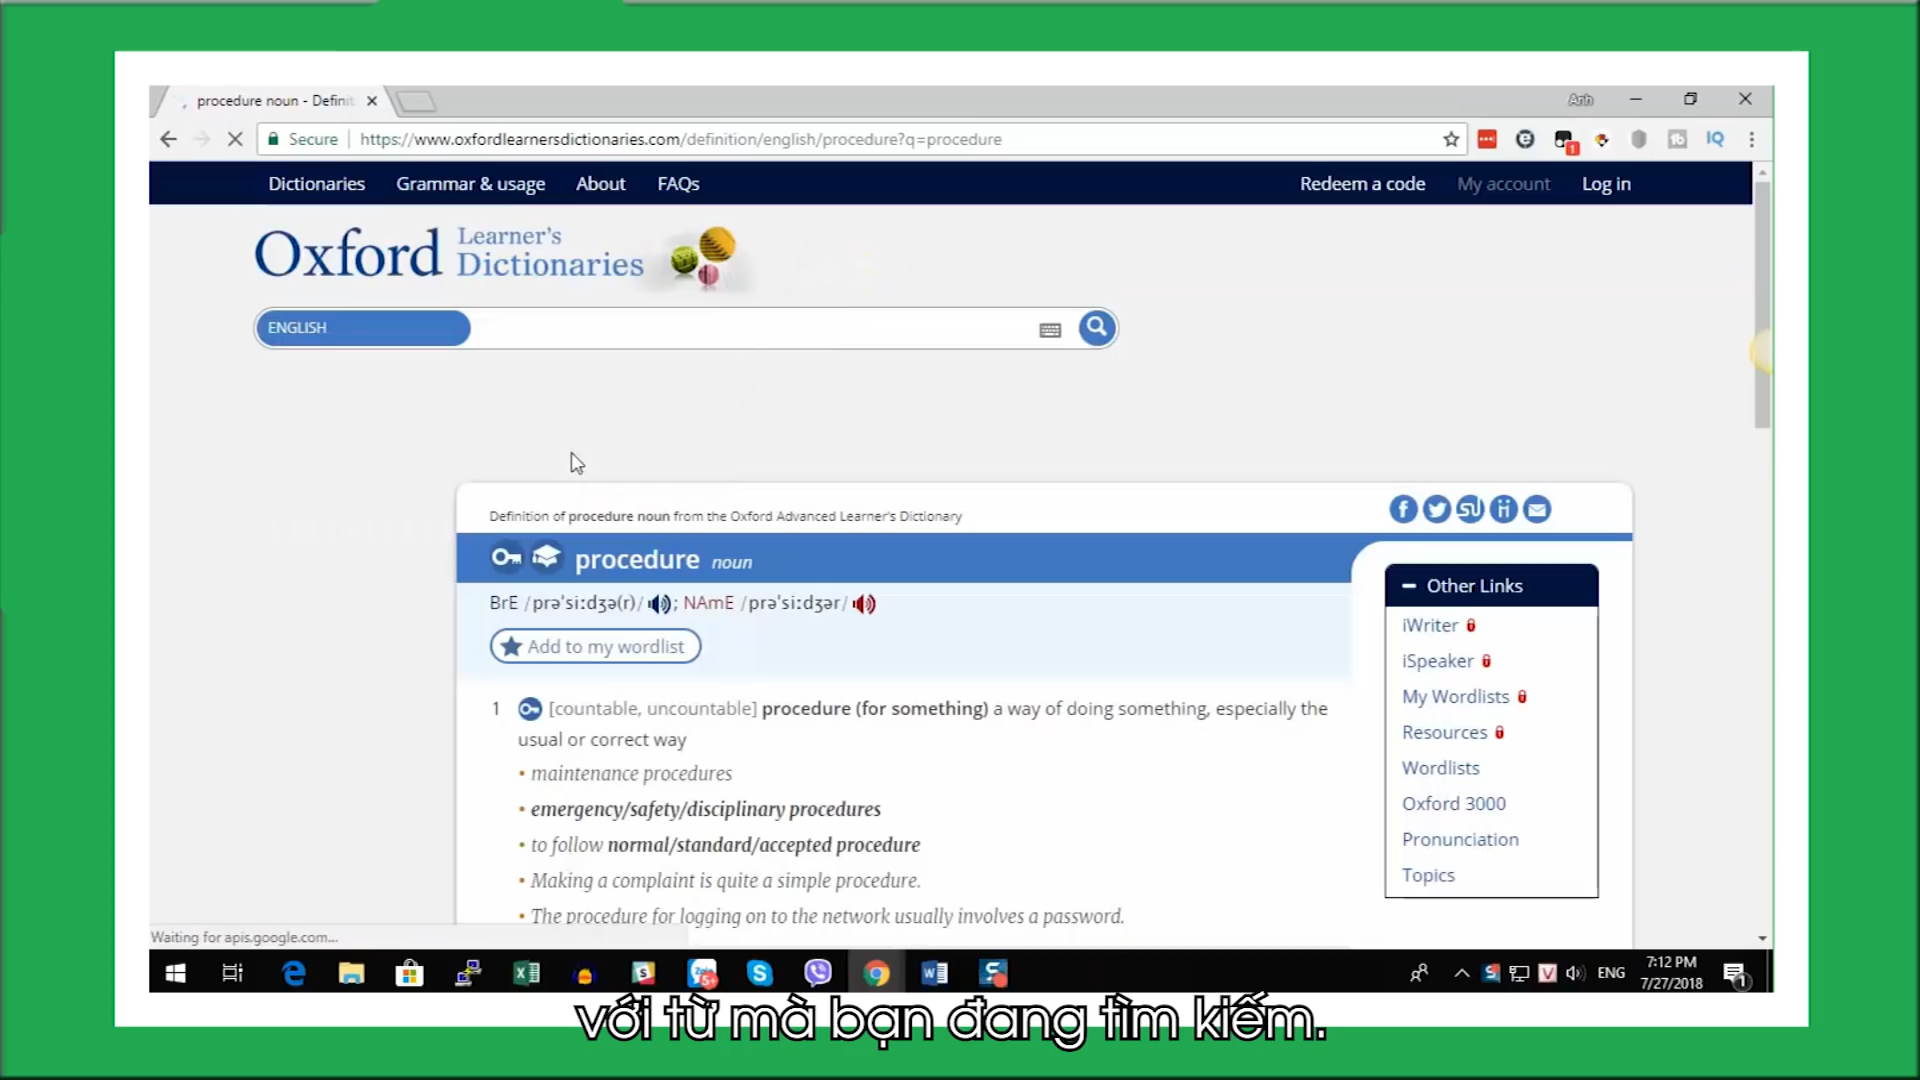 procedure noun - Definit
Anh
Secure | https://www.oxfordlearnersdictionaries.com/definition/english/procedure?q=procedure
1
IQ
Dictionaries Grammar & usage About FAQs Redeem a code My account Log in
Oxford Learner's Dictionaries
ENGLISH
Definition of procedure noun from the Oxford Advanced Learner's Dictionary
procedure noun
BrE /prəˈsiːdʒə(r)/ ; NAmE /prəˈsiːdʒər/
Add to my wordlist
1 [countable, uncountable] procedure (for something) a way of doing something, especially the
usual or correct way
• maintenance procedures
• emergency/safety/disciplinary procedures
• to follow normal/standard/accepted procedure
• Making a complaint is quite a simple procedure.
• The procedure for logging on to the network usually involves a password.
Other Links
iWriter
iSpeaker
My Wordlists
Resources
Wordlists
Oxford 3000
Pronunciation
Topics
Waiting for apis.google.com...
ENG
7:12 PM
7/27/2018
1
với từ mà bạn đang tìm kiếm.